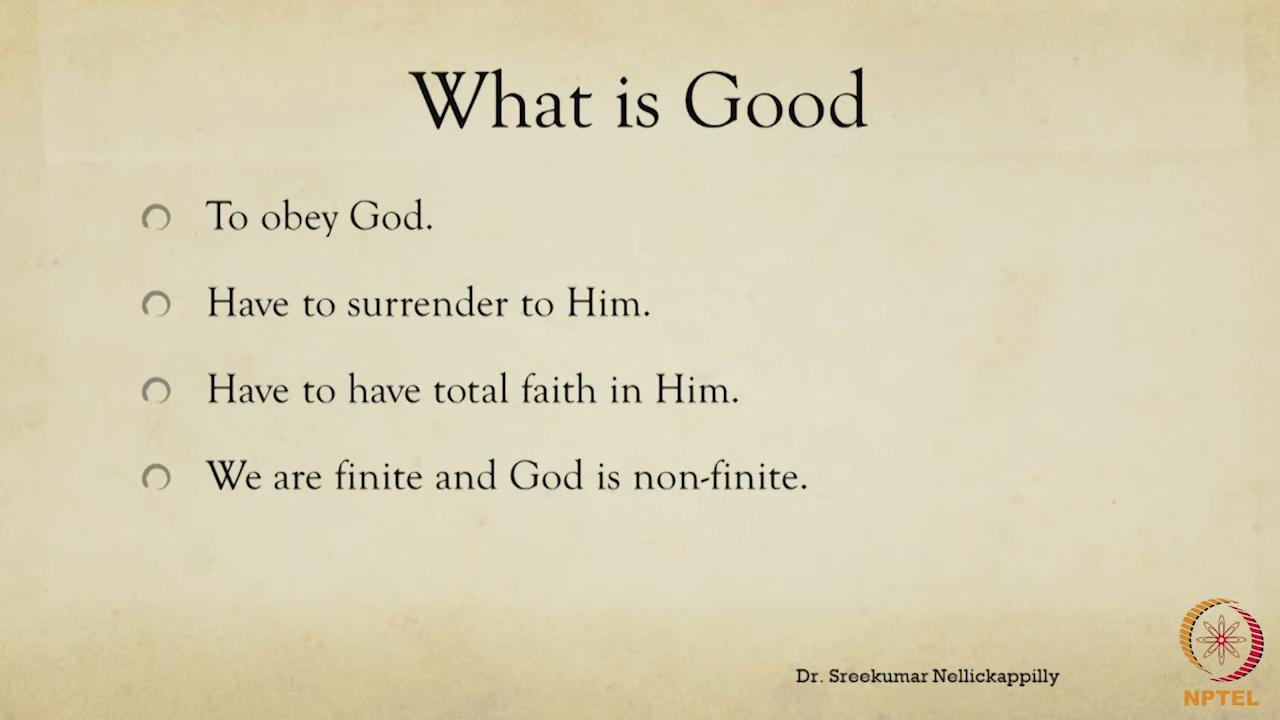 What is Good
To obey God.
Have to surrender to Him.
Have to have total faith in Him.
We are finite and God is non-finite.
Dr. Sreekumar Nellickappilly
NPTEL